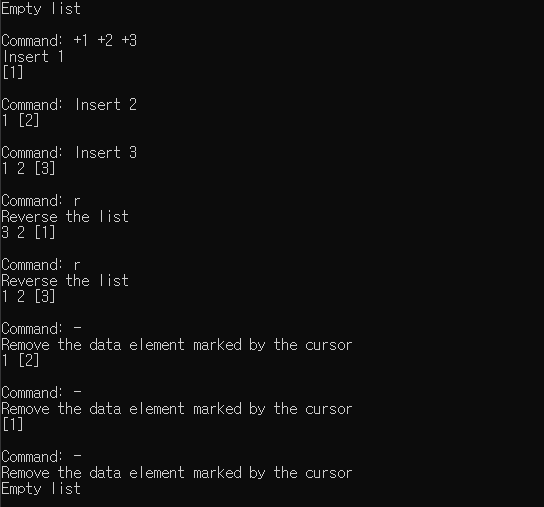 Empty list
Command: +1 +2 +3
Insert 1
[1]
Command: Insert 2
1 [2]
Command: Insert 3
1 2 [3]
Command: r
Reverse the list
3 2 [1]
Command: r
Reverse the list
1 2 [3]
Command: -
Remove the data element marked by the cursor
1 [2]
Command: -
Remove the data element marked by the cursor
[1]
Command: -
Remove the data element marked by the cursor
Empty list